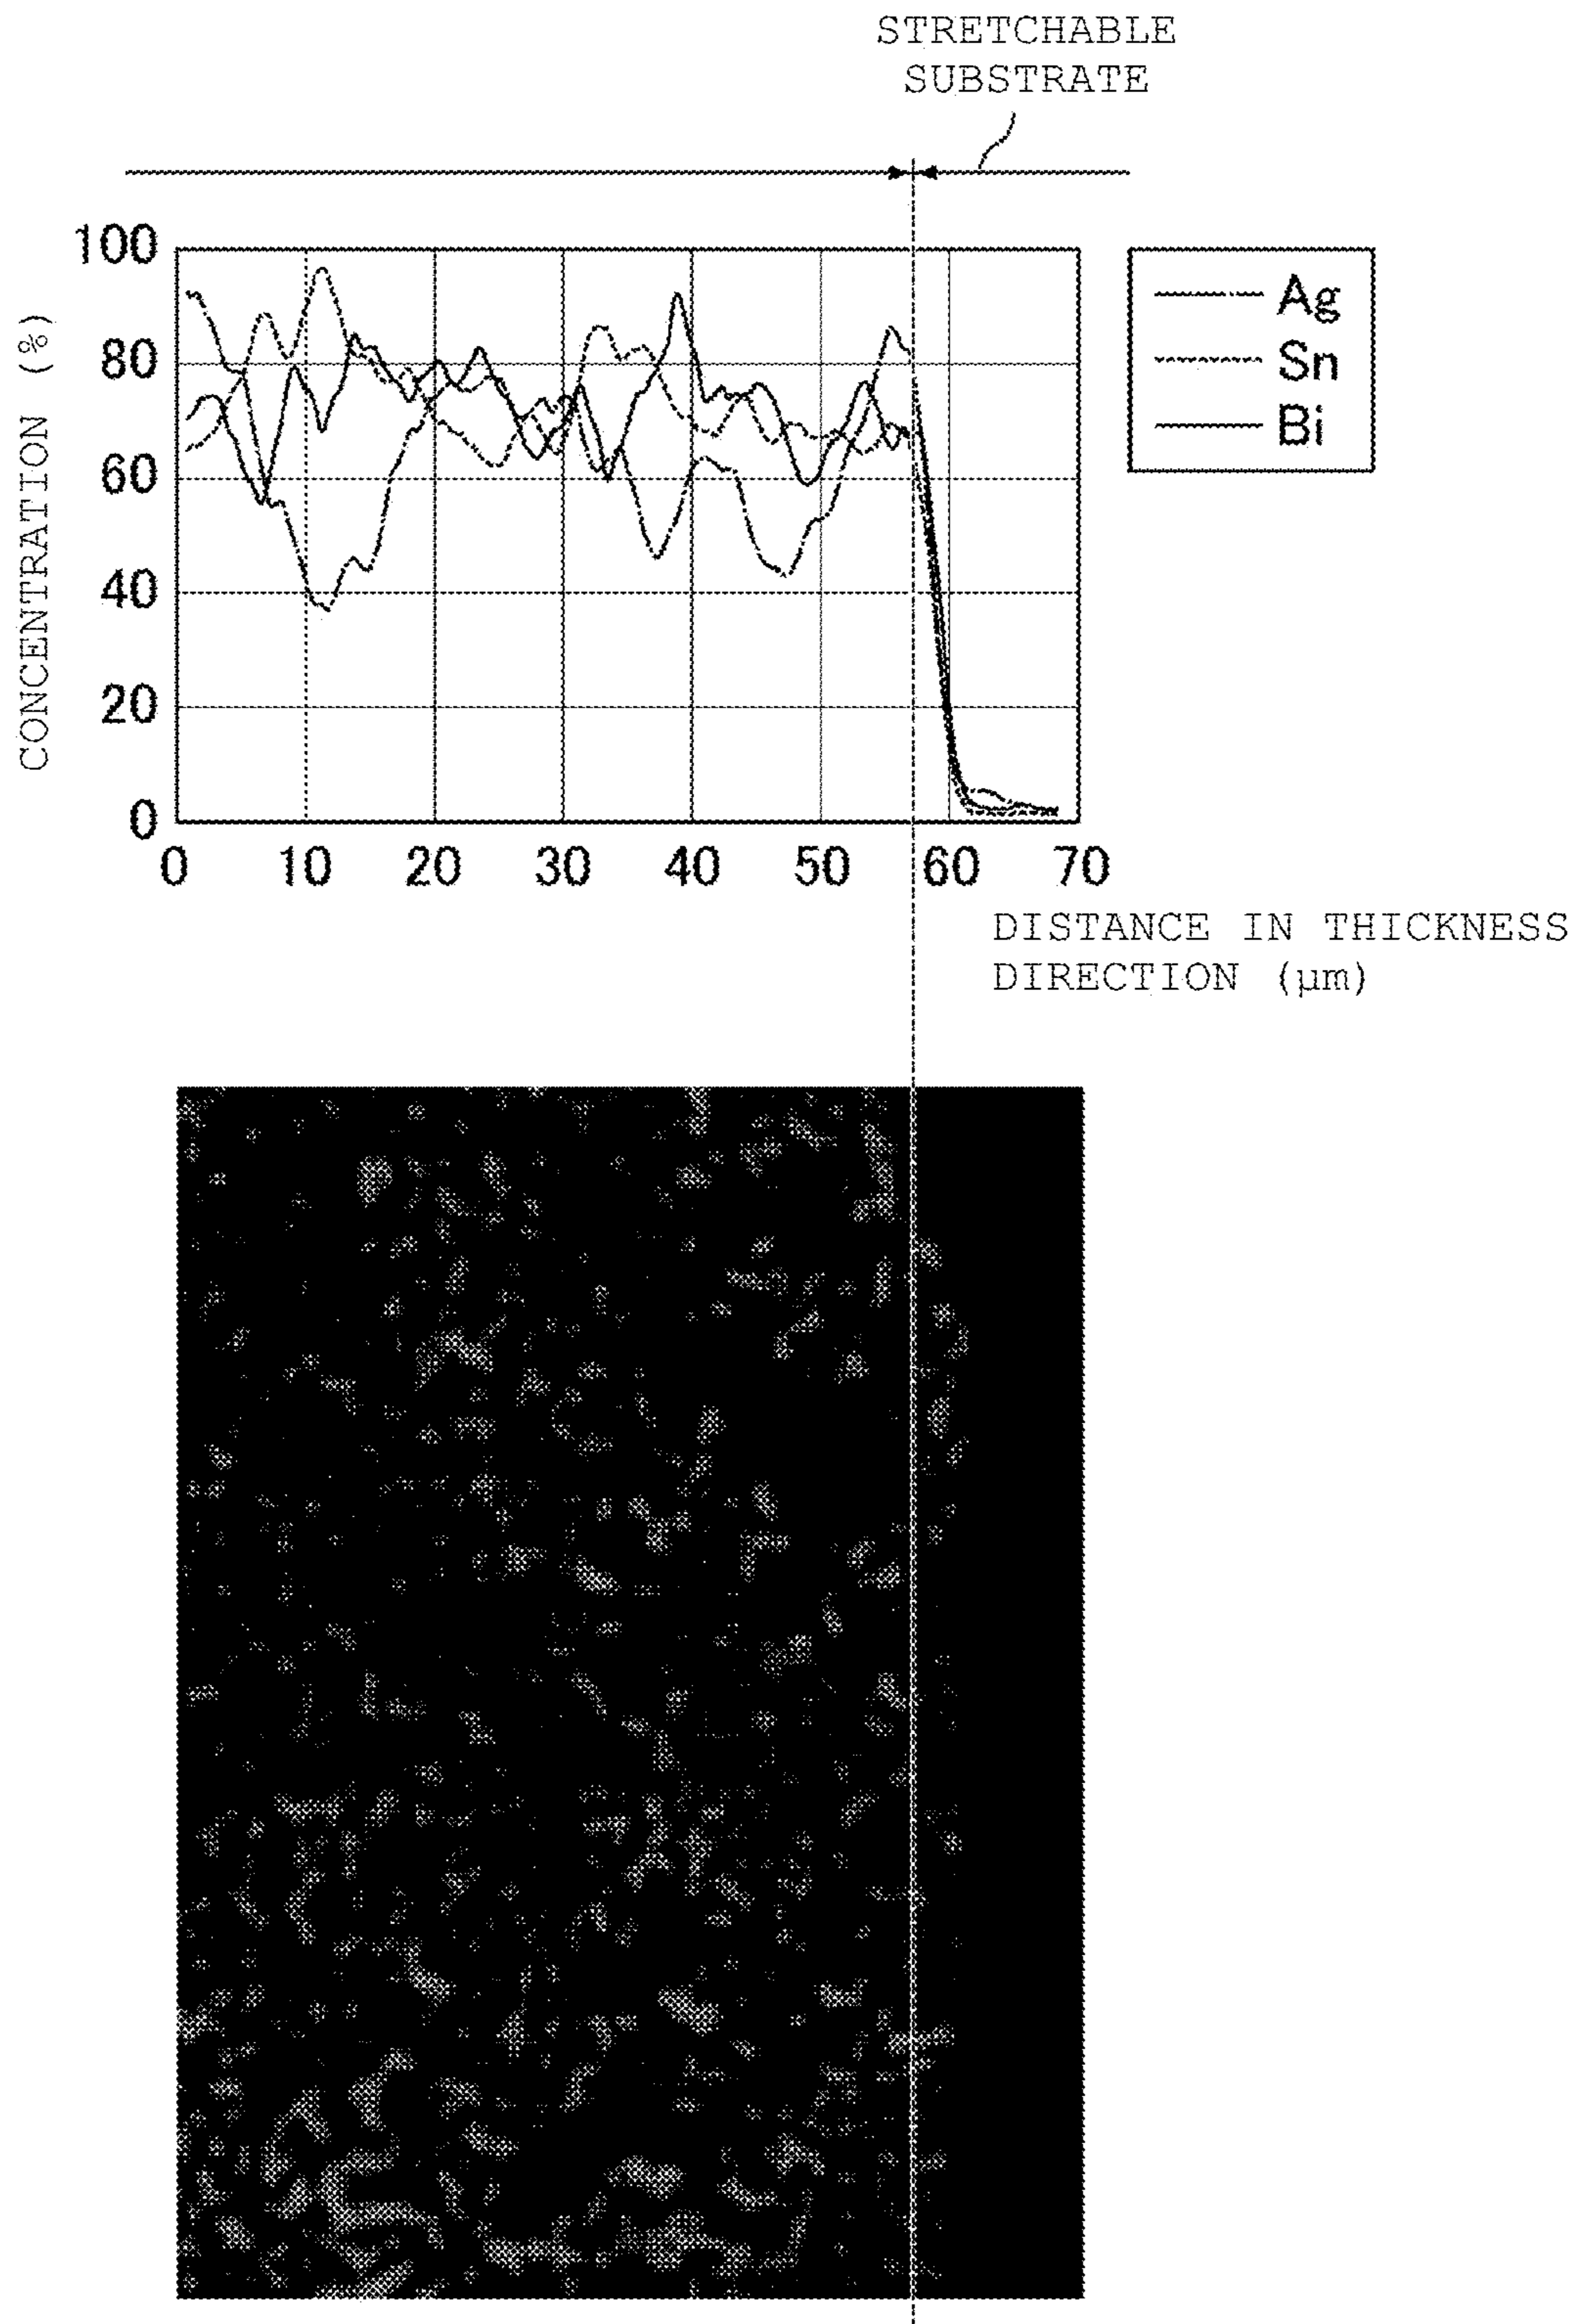 STRETCHABLE
SUBSTRATE
100
80
60
40
20
0
CONCENTRATION (%)
Ag
Sn
Bi
0 10 20 30 40 50 60 70
DISTANCE IN THICKNESS
DIRECTION (µm)